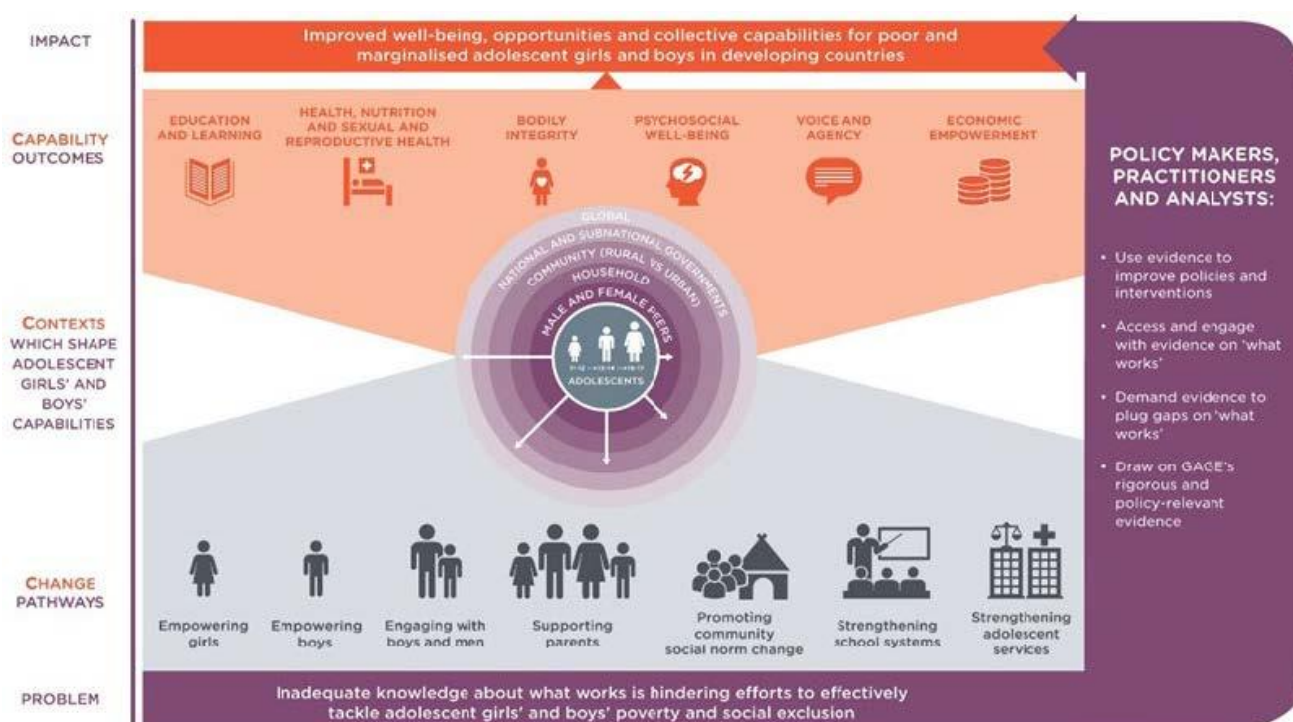 IMPACT
Improved well-being, opportunities and collective capabilities for poor and
marginalised adolescent girls and boys in developing countries
CAPABILITY
OUTCOMES
EDUCATION
AND LEARNING
HEALTH, NUTRITION
AND SEXUAL AND
REPRODUCTIVE HEALTH
BODILY
INTEGRITY
PSYCHOSOCIAL
WELL-BEING
VOICE AND
AGENCY
ECONOMIC
EMPOWERMENT
CONTEXTS
WHICH SHAPE
ADOLESCENT
GIRLS' AND
BOYS'
CAPABILITIES
GLOBAL
NATIONAL AND SUBNATIONAL GOVERNMENTS
COMMUNITY (RURAL VS URBAN)
HOUSEHOLD
MALE AND FEMALE PEERS
ADOLESCENTS
CHANGE
PATHWAYS
Empowering
girls
Empowering
boys
Engaging with
boys and men
Supporting
parents
Promoting
community
social norm change
Strengthening
school systems
Strengthening
adolescent
services
PROBLEM
Inadequate knowledge about what works is hindering efforts to effectively
tackle adolescent girls' and boys' poverty and social exclusion
POLICY MAKERS,
PRACTITIONERS
AND ANALYSTS:
• Use evidence to
improve policies and
interventions
• Access and engage
with evidence on 'what
works'
• Demand evidence to
plug gaps on 'what
works'
• Draw on GAGE's
rigorous and
policy-relevant
evidence